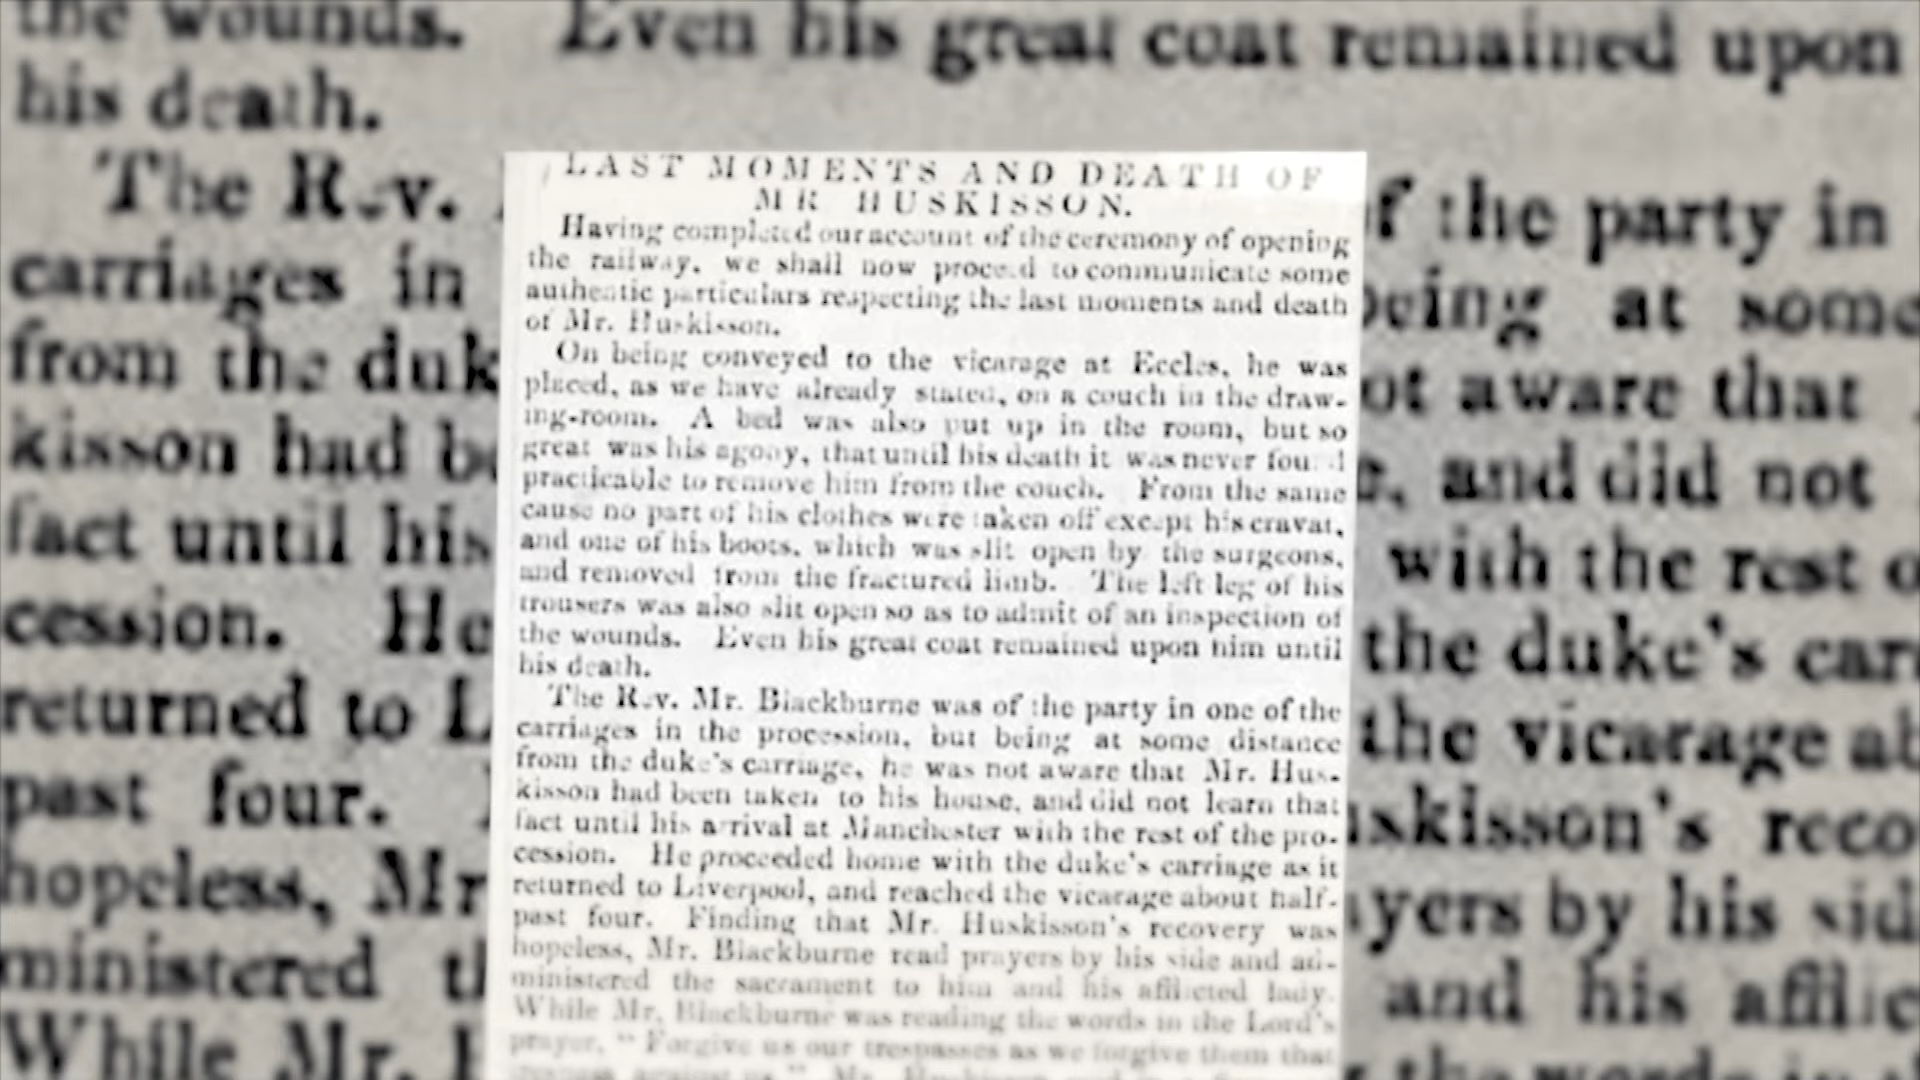 LAST MOMENTS AND DEATH OF
MR HUSKISSON.
Having completed our account of the ceremony of opening
the railway, we shall now proceed to communicate some
authentic particulars respecting the last moments and death
of Mr. Huskisson.
On being conveyed to the vicarage at Eccles, he was
placed, as we have already stated, on a couch in the draw-
ing-room. A bed was also put up in the room, but so
great was his agony, that until his death it was never found
practicable to remove him from the couch. From the same
cause no part of his clothes were taken off except his cravat,
and one of his boots, which was slit open by the surgeons,
and removed from the fractured limb. The left leg of his
trousers was also slit open so as to admit of an inspection of
the wounds. Even his great coat remained upon him until
his death.
The Rev. Mr. Blackburne was of the party in one of the
carriages in the procession, but being at some distance
from the duke's carriage, he was not aware that Mr. Hus-
kisson had been taken to his house, and did not learn that
fact until his arrival at Manchester with the rest of the pro-
cession. He proceeded home with the duke's carriage as it
returned to Liverpool, and reached the vicarage about half-
past four. Finding that Mr. Huskisson's recovery was
hopeless, Mr. Blackburne read prayers by his side and ad-
ministered the sacrament to him and his afflicted lady.
While Mr. Blackburne was reading the words in the Lord's
prayer, "Forgive us our trespasses as we forgive them that